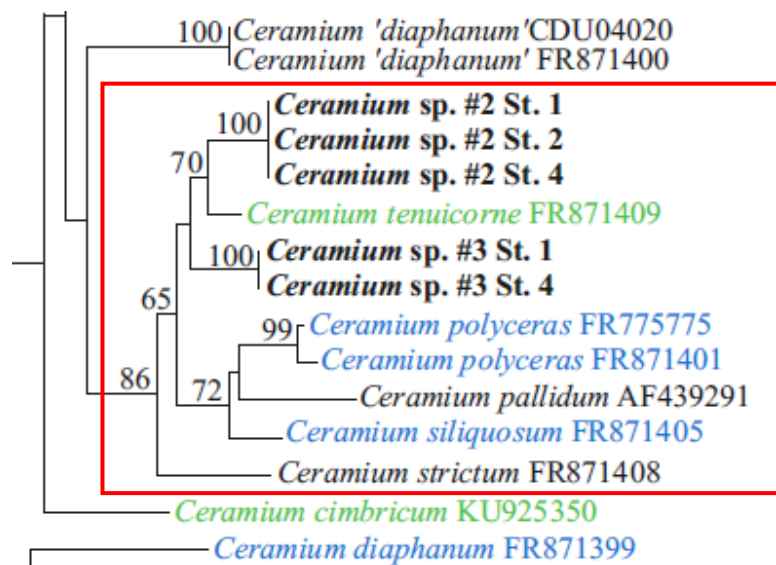 100 Ceramium 'diaphanum'CDU04020
Ceramium 'diaphanum' FR871400
Ceramium sp. #2 St. 1
100 Ceramium sp. #2 St. 2
Ceramium sp. #2 St. 4
70
Ceramium tenuicorne FR871409
100 Ceramium sp. #3 St. 1
Ceramium sp. #3 St. 4
65
99 Ceramium polyceras FR775775
Ceramium polyceras FR871401
86 72
Ceramium pallidum AF439291
Ceramium siliquosum FR871405
Ceramium strictum FR871408
Ceramium cimbricum KU925350
Ceramium diaphanum FR871399